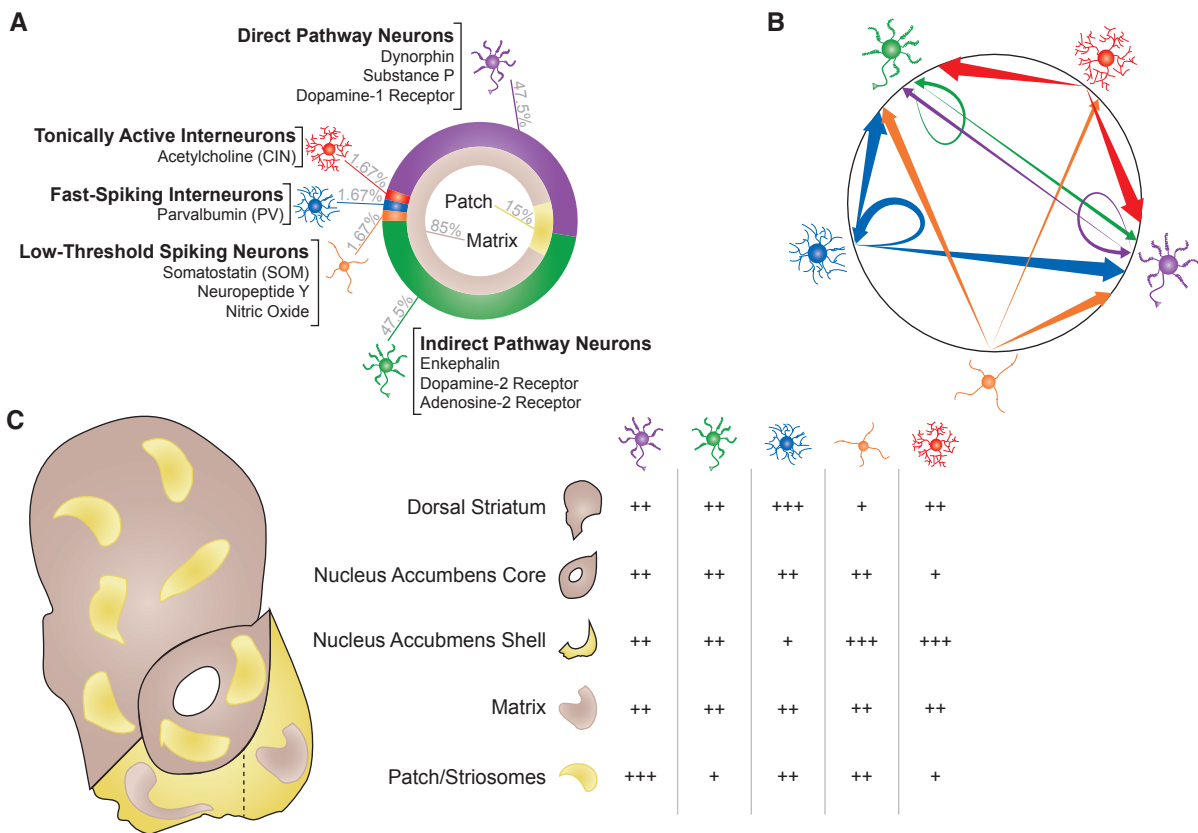 A
Direct Pathway Neurons
Dynorphin
Substance P
Dopamine-1 Receptor
47.5%
Tonically Active Interneurons
Acetylcholine (CIN)
1.67%
Fast-Spiking Interneurons
Parvalbumin (PV)
1.67%
Low-Threshold Spiking Neurons
Somatostatin (SOM)
Neuropeptide Y
Nitric Oxide
1.67%
Patch
15%
85%
Matrix
47.5%
Indirect Pathway Neurons
Enkephalin
Dopamine-2 Receptor
Adenosine-2 Receptor
B
C
Dorsal Striatum ++ ++ +++ + ++
Nucleus Accumbens Core ++ ++ ++ ++ +
Nucleus Accubmens Shell ++ ++ + +++ +++
Matrix ++ ++ ++ ++ ++
Patch/Striosomes +++ + ++ ++ +